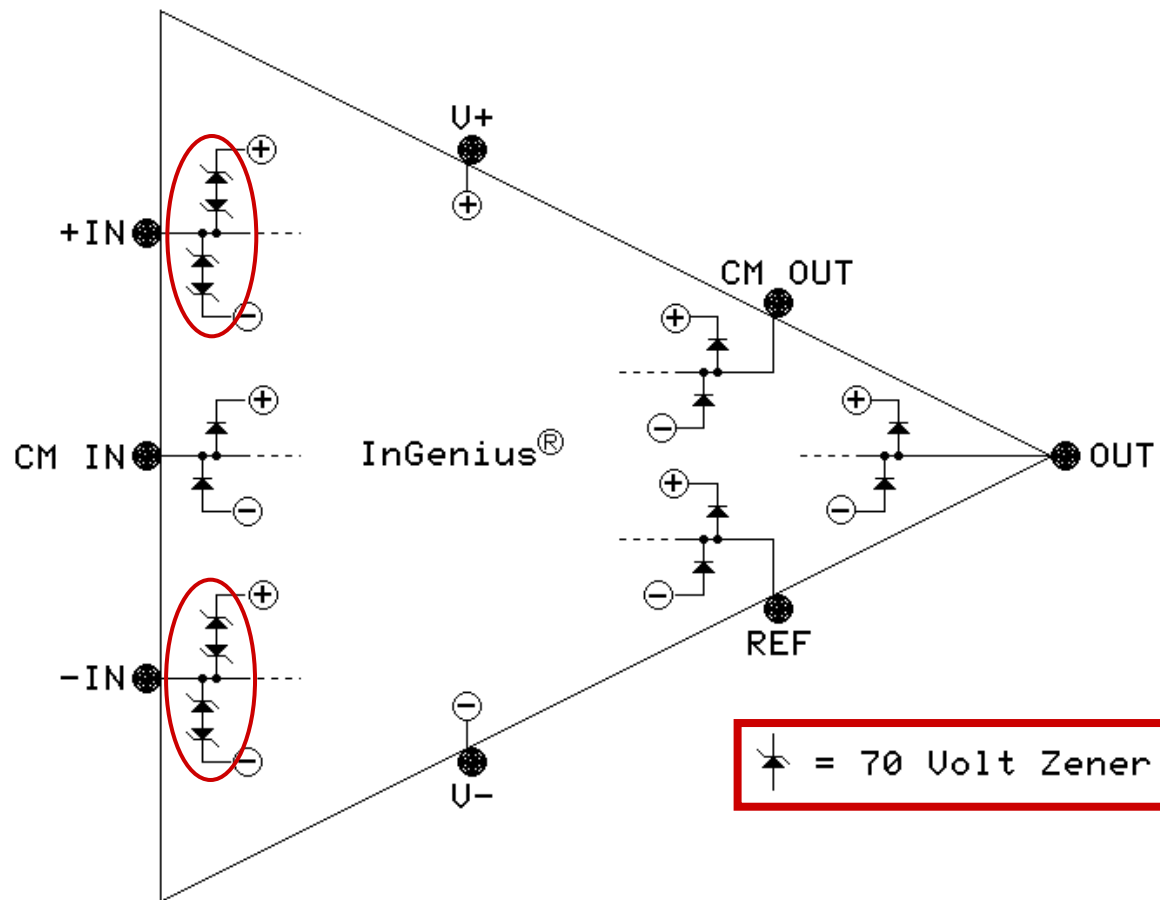 V+
+IN
CM OUT
CM IN
InGenius®
OUT
REF
-IN
V-
= 70 Volt Zener